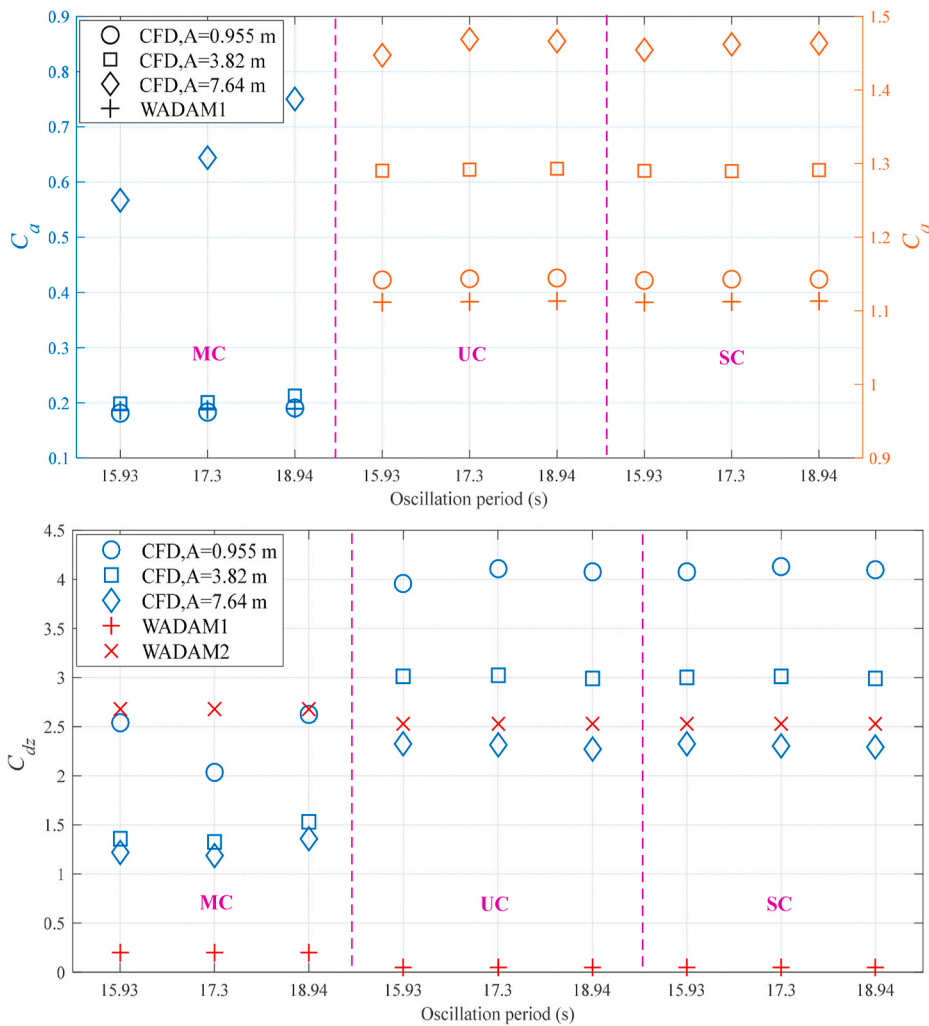 CFD,A=0.955 m
CFD,A=3.82 m
CFD,A=7.64 m
WADAM1
0.9
0.8
0.7
0.6
0.5
0.4
0.3
0.2
0.1
C_a
1.5
1.4
1.3
1.2
1.1
1
0.9
C_a
MC
UC
SC
15.93 17.3 18.94 15.93 17.3 18.94 15.93 17.3 18.94
Oscillation period (s)
CFD,A=0.955 m
CFD,A=3.82 m
CFD,A=7.64 m
WADAM1
WADAM2
4.5
4
3.5
3
2.5
2
1.5
1
0.5
0
C_dz
MC
UC
SC
15.93 17.3 18.94 15.93 17.3 18.94 15.93 17.3 18.94
Oscillation period (s)